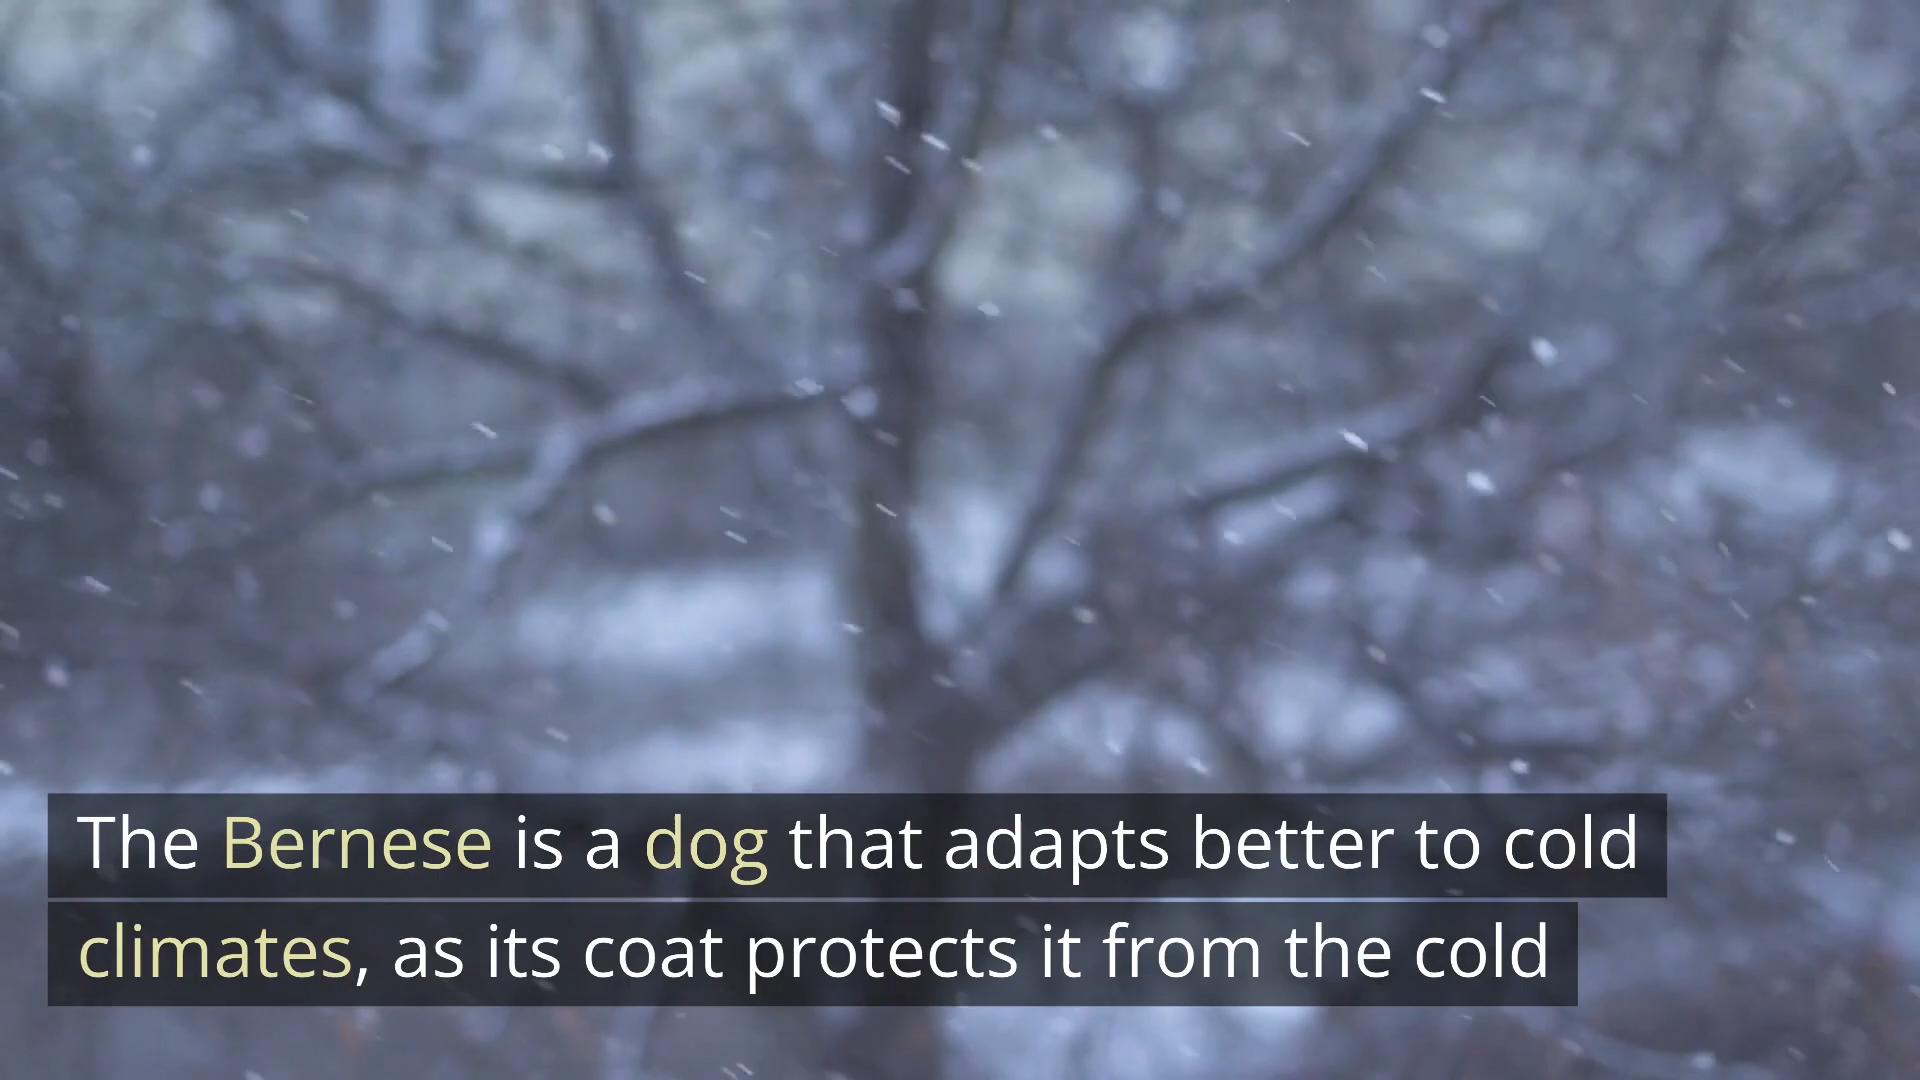 The Bernese is a dog that adapts better to cold
climates, as its coat protects it from the cold